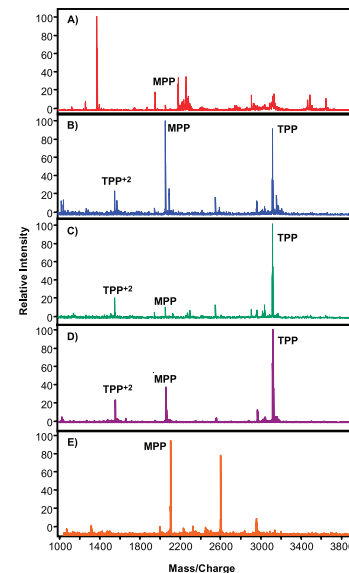 A)
100
80
60
40
20
0
MPP
B)
100
80
60
40
20
0
TPP+2
MPP
TPP
C)
100
80
60
40
20
0
TPP+2
MPP
TPP
D)
100
80
60
40
20
0
TPP+2
MPP
TPP
E)
100
80
60
40
20
0
MPP
Relative Intensity
1000 1400 1800 2200 2600 3000 3400 3800
Mass/Charge